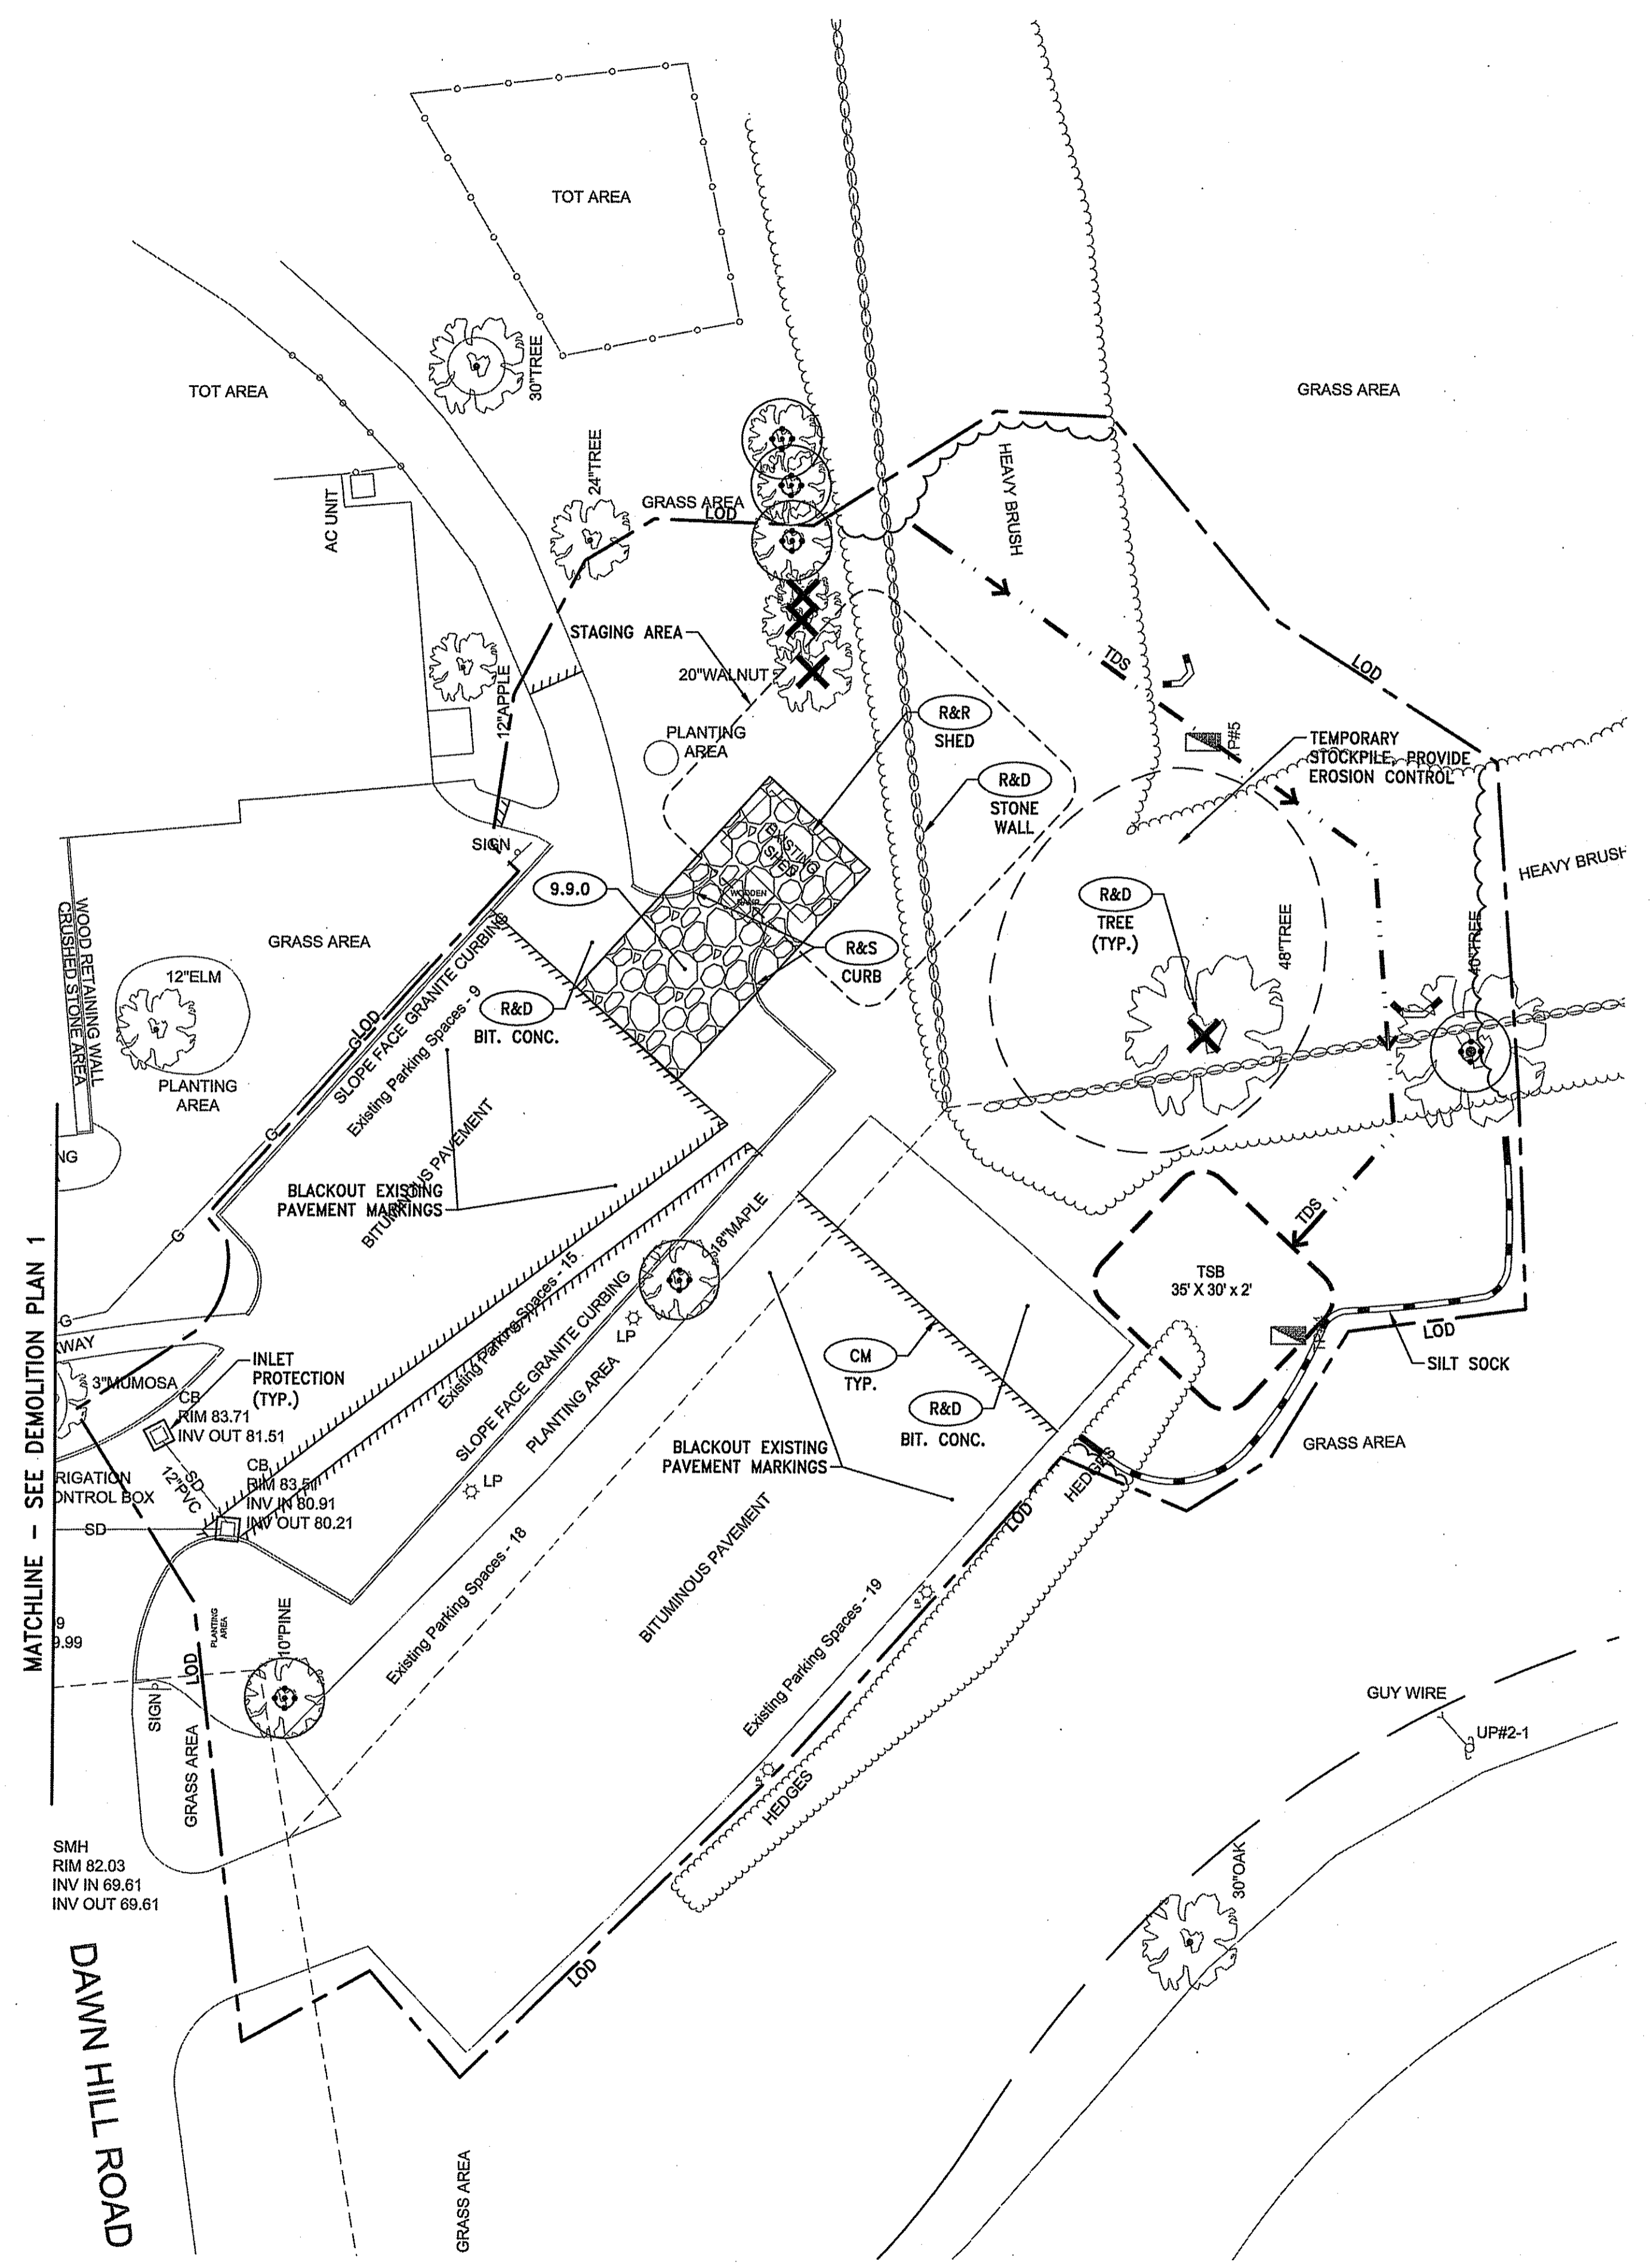 TOT AREA
30"TREE
TOT AREA
GRASS AREA
24"TREE
GRASS AREA
LOD
HEAVY BRUSH
AC UNIT
STAGING AREA
TDS
LOD
20"WALNUT
12"APPLE
R&R
SHED
PLANTING
AREA
TEMPORARY
STOCKPILE, PROVIDE
EROSION CONTROL
R&D
STONE
WALL
SIGN
EXISTING
SHED
WOODEN
RAMP
HEAVY BRUSH
9.9.0
R&D
TREE
(TYP.)
48"TREE
40"TREE
WOOD RETAINING WALL
CRUSHED STONE AREA
GRASS AREA
R&S
CURB
12"ELM
R&D
BIT. CONC.
G
LOD
G
SLOPE FACE GRANITE CURBING
Existing Parking Spaces - 9
PLANTING
AREA
BITUMINOUS PAVEMENT
G
NG
BLACKOUT EXISTING
PAVEMENT MARKINGS
18"MAPLE
G
TDS
TSB
35' X 30' x 2'
MATCHLINE - SEE DEMOLITION PLAN 1
G
Existing Parking Spaces - 15
SLOPE FACE GRANITE CURBING
LP
LOD
SILT SOCK
INLET
PROTECTION
(TYP.)
3"MUMOSA
CB
RIM 83.71
INV OUT 81.51
CM
TYP.
PLANTING AREA
R&D
BIT. CONC.
GRASS AREA
BLACKOUT EXISTING
PAVEMENT MARKINGS
CB
INV IN 80.91
INV OUT 80.21
SD
12"PVC
RIGATION
ONTROL BOX
LP
HEDGES
LOD
SD
Existing Parking Spaces - 18
BITUMINOUS PAVEMENT
Existing Parking Spaces - 19
PLANTING
AREA
10"PINE
9
9.99
LOD
SIGN
GRASS AREA
GUY WIRE
UP#2-1
HEDGES
SMH
RIM 82.03
INV IN 69.61
INV OUT 69.61
30"OAK
LOD
DAWN HILL ROAD
GRASS AREA